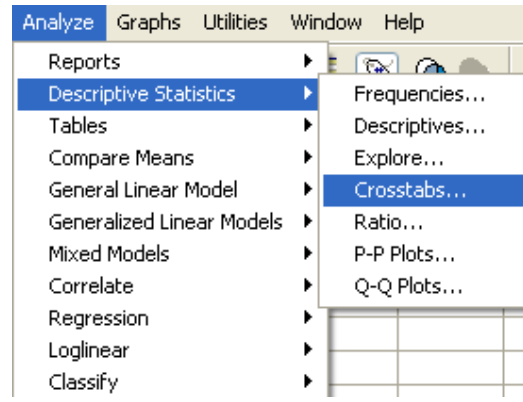 Analyze Graphs Utilities Window Help
Reports
Descriptive Statistics
Tables
Compare Means
General Linear Model
Generalized Linear Models
Mixed Models
Correlate
Regression
Loglinear
Classify
Frequencies...
Descriptives...
Explore...
Crosstabs...
Ratio...
P-P Plots...
Q-Q Plots...